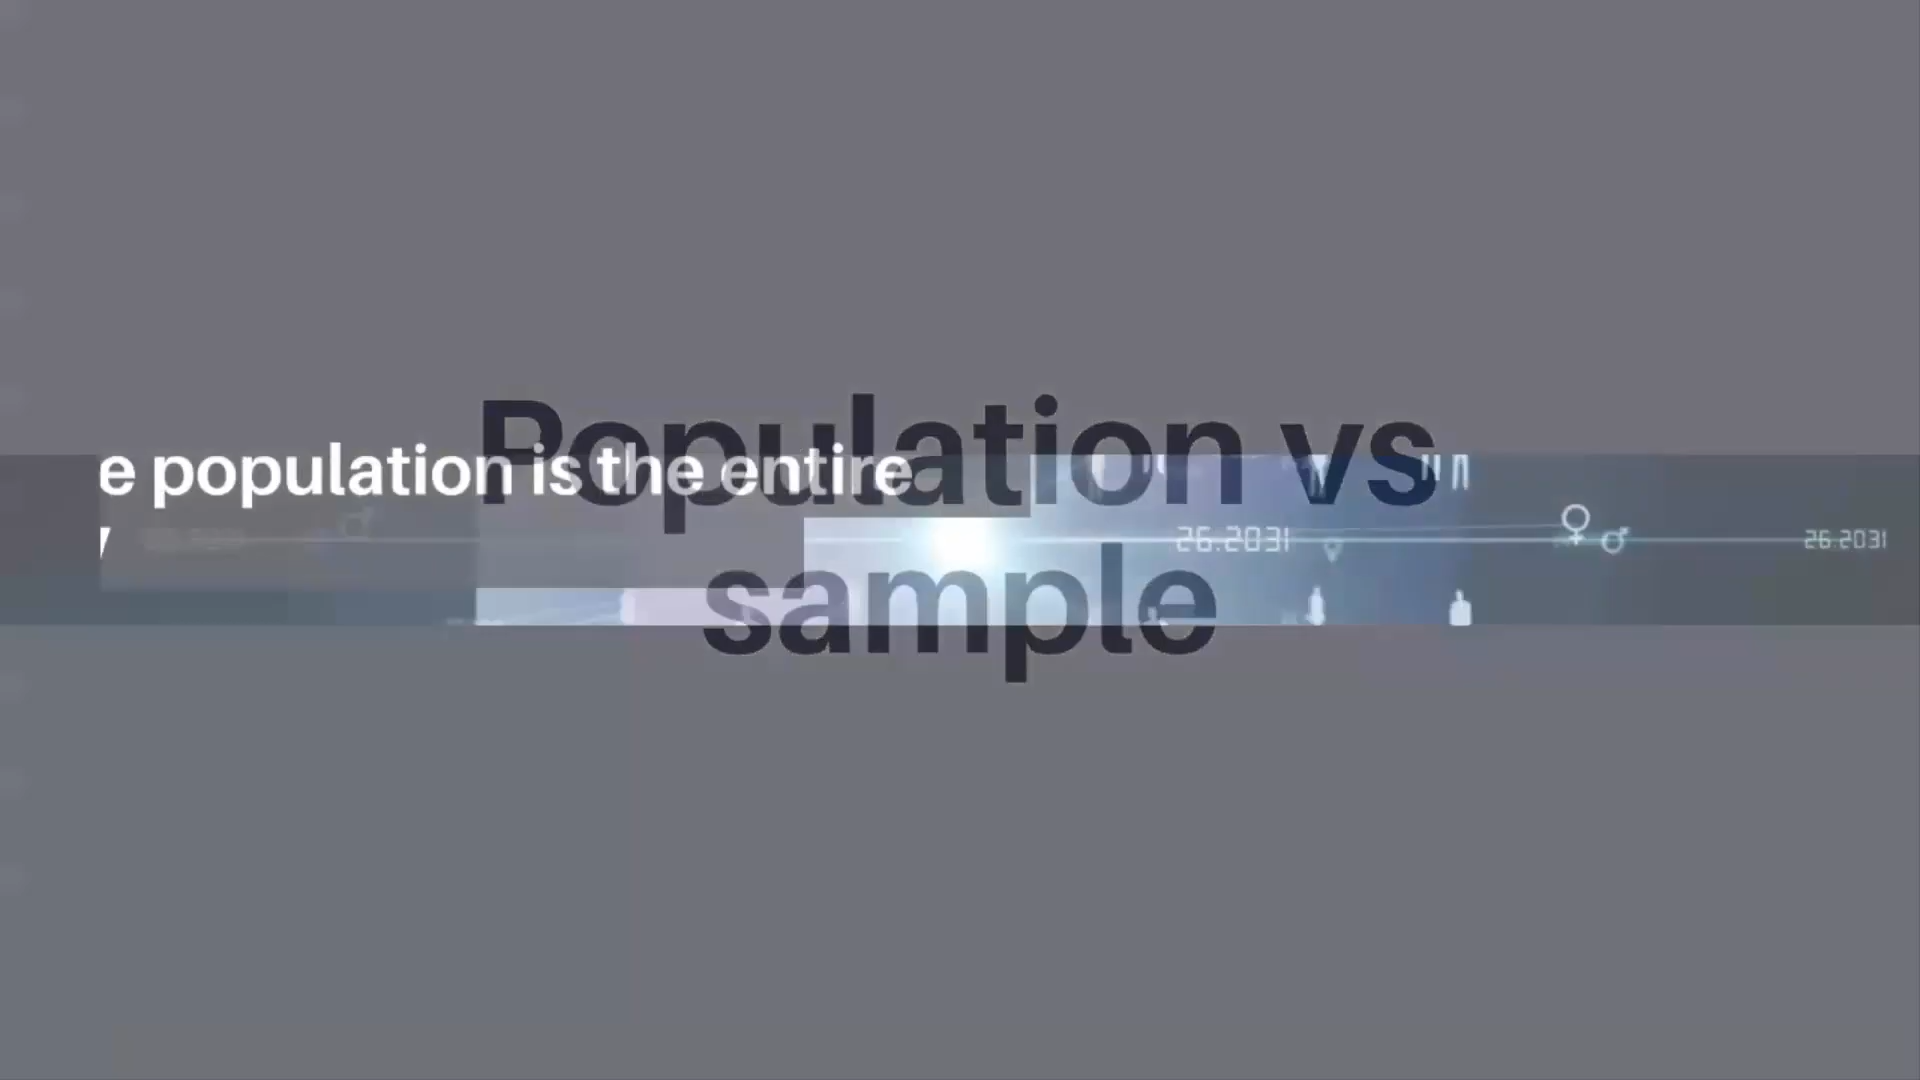 Population vs
sample
e population is the entire
y
26.2031
26.2031